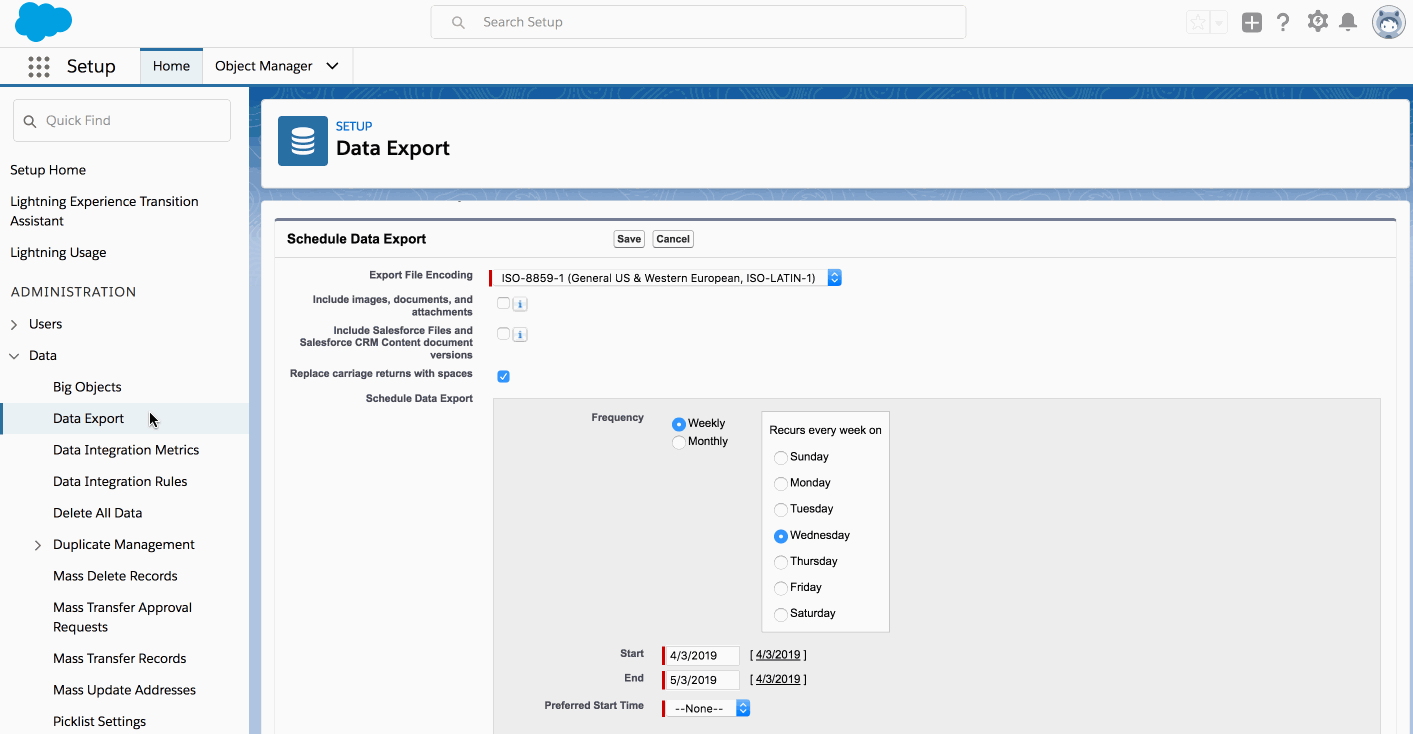 Search Setup
Setup
Home
Object Manager
Quick Find
Setup Home
Lightning Experience Transition
Assistant
Lightning Usage
ADMINISTRATION
Users
Data
Big Objects
Data Export
Data Integration Metrics
Data Integration Rules
Delete All Data
Duplicate Management
Mass Delete Records
Mass Transfer Approval
Requests
Mass Transfer Records
Mass Update Addresses
Picklist Settings
SETUP
Data Export
Schedule Data Export
Save
Cancel
Export File Encoding
ISO-8859-1 (General US & Western European, ISO-LATIN-1)
Include images, documents, and
attachments
i
Include Salesforce Files and
Salesforce CRM Content document
versions
i
Replace carriage returns with spaces
Schedule Data Export
Frequency
Weekly
Monthly
Recurs every week on
Sunday
Monday
Tuesday
Wednesday
Thursday
Friday
Saturday
Start
4/3/2019
[ 4/3/2019 ]
End
5/3/2019
[ 4/3/2019 ]
Preferred Start Time
--None--